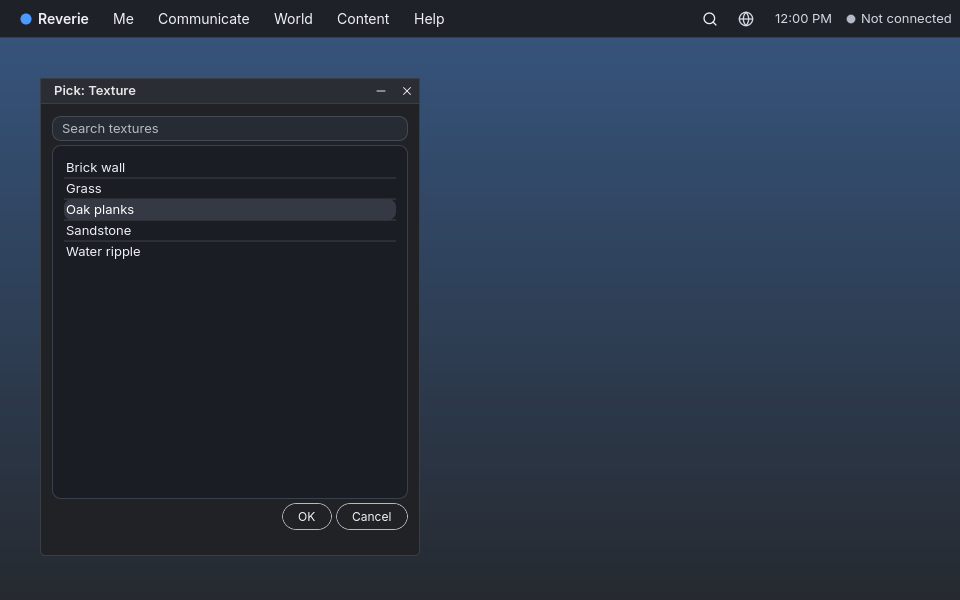 Reverie Me Communicate World Content Help 12:00 PM Not connected
Pick: Texture
Search textures
Brick wall
Grass
Oak planks
Sandstone
Water ripple
OK Cancel